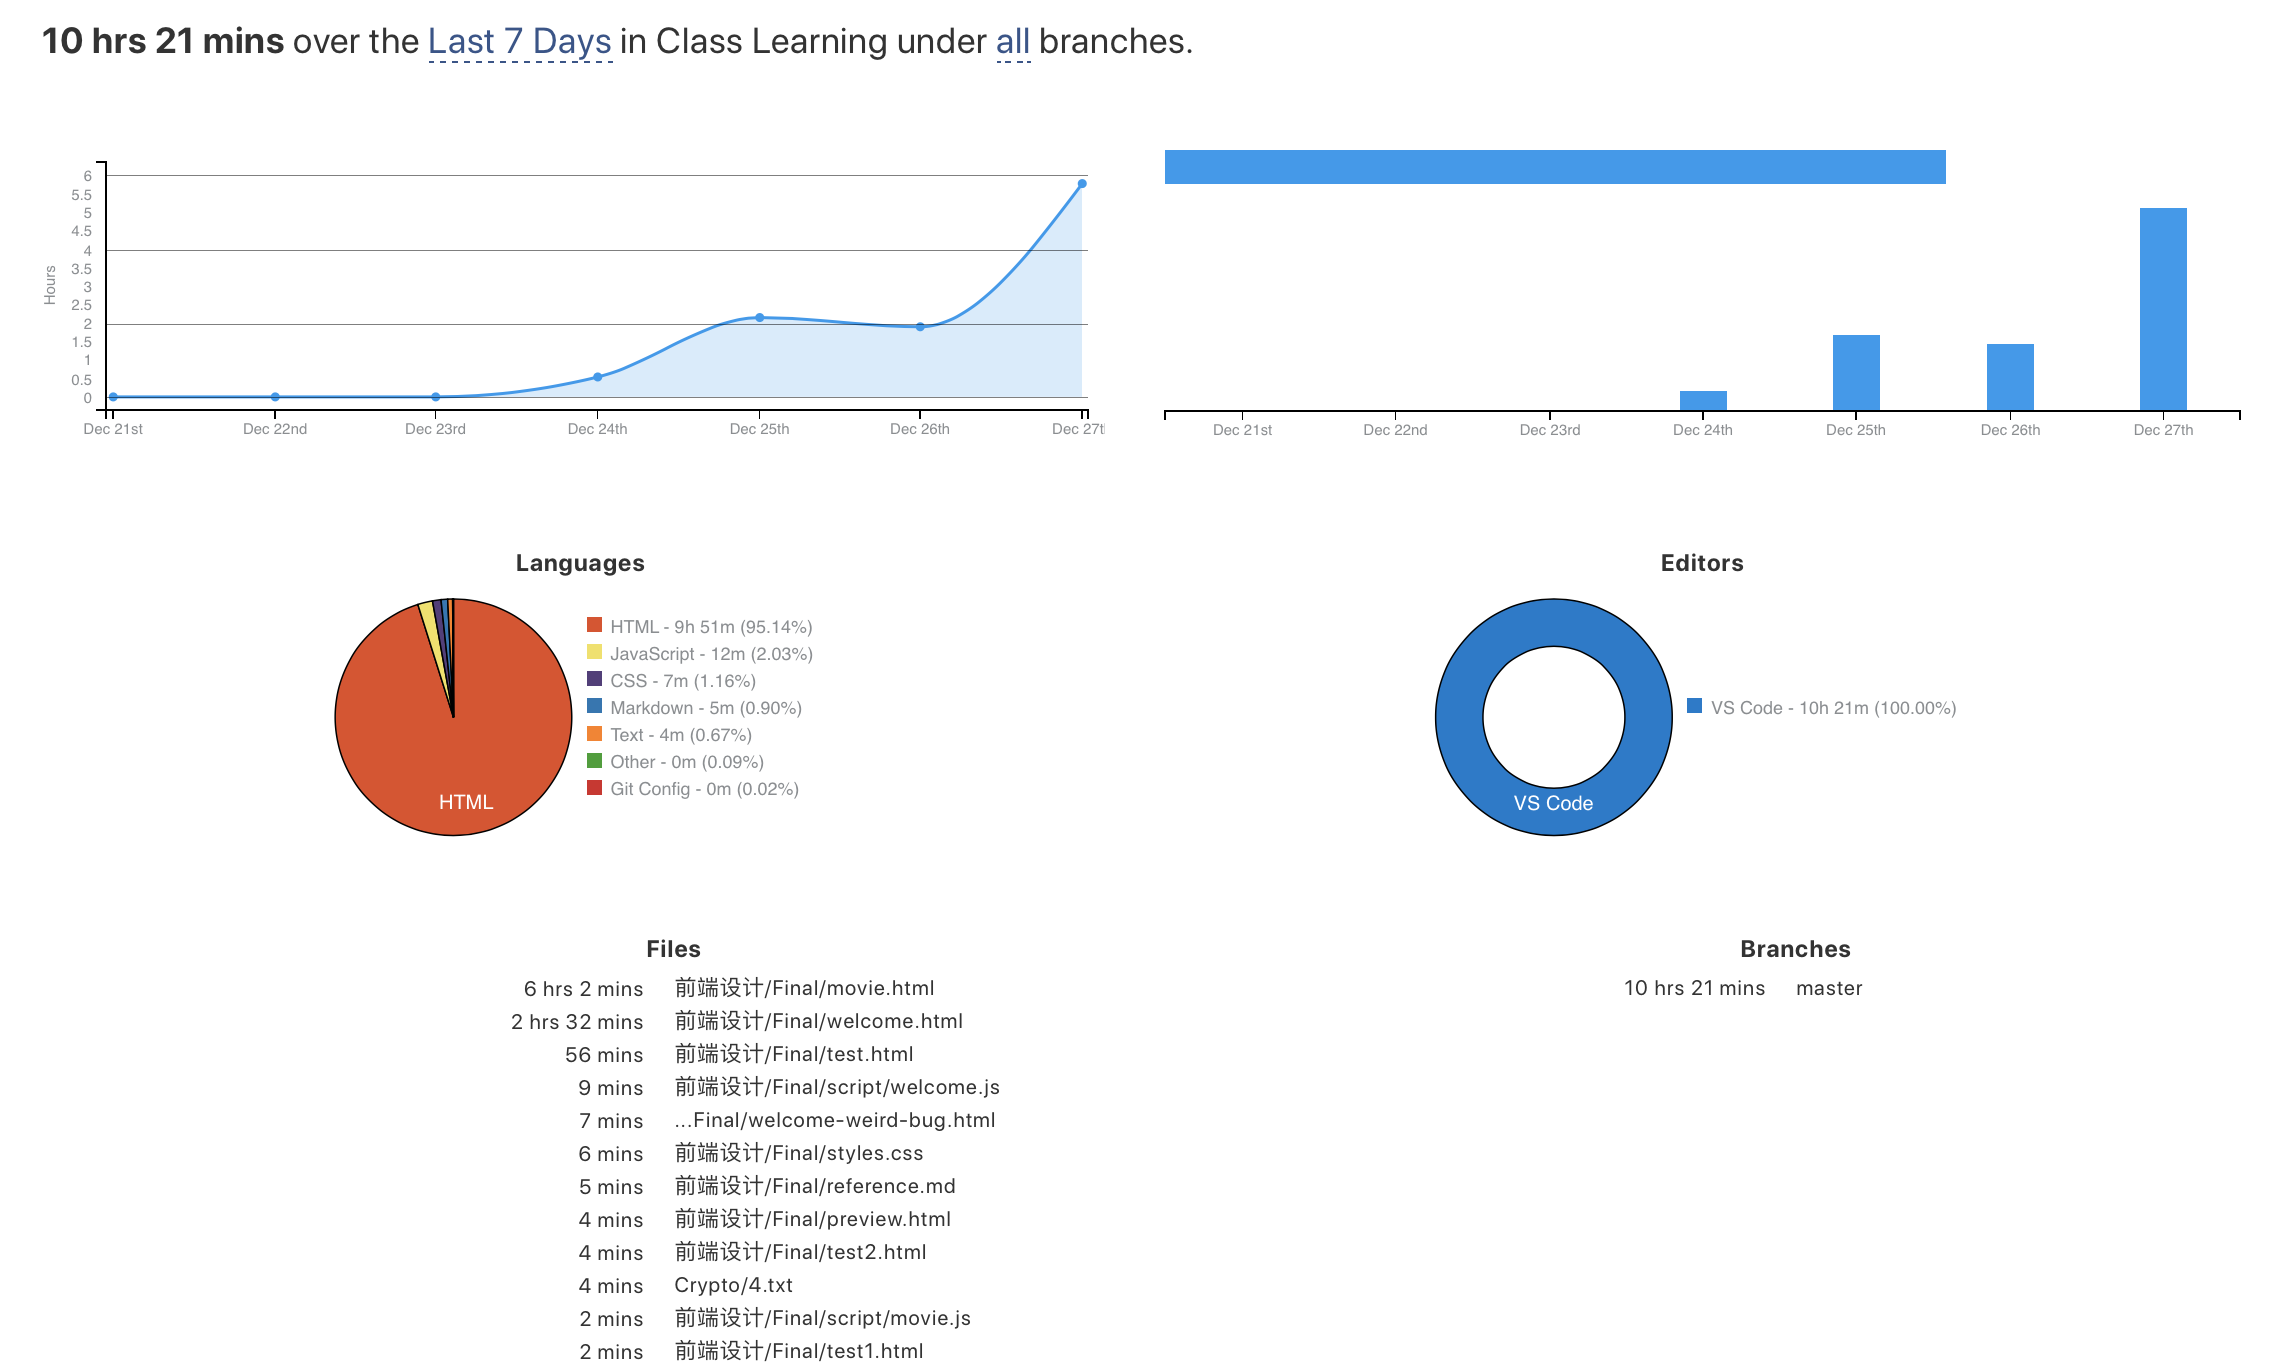 10 hrs 21 mins over the Last 7 Days in Class Learning under all branches.
Hours
6
5.5
5
4.5
4
3.5
3
2.5
2
1.5
1
0.5
0
Dec 21st Dec 22nd Dec 23rd Dec 24th Dec 25th Dec 26th Dec 27t
Dec 21st Dec 22nd Dec 23rd Dec 24th Dec 25th Dec 26th Dec 27th
Languages
HTML
HTML - 9h 51m (95.14%)
JavaScript - 12m (2.03%)
CSS - 7m (1.16%)
Markdown - 5m (0.90%)
Text - 4m (0.67%)
Other - 0m (0.09%)
Git Config - 0m (0.02%)
Editors
VS Code
VS Code - 10h 21m (100.00%)
Files
6 hrs 2 mins 前端设计/Final/movie.html
2 hrs 32 mins 前端设计/Final/welcome.html
56 mins 前端设计/Final/test.html
9 mins 前端设计/Final/script/welcome.js
7 mins ...Final/welcome-weird-bug.html
6 mins 前端设计/Final/styles.css
5 mins 前端设计/Final/reference.md
4 mins 前端设计/Final/preview.html
4 mins 前端设计/Final/test2.html
4 mins Crypto/4.txt
2 mins 前端设计/Final/script/movie.js
2 mins 前端设计/Final/test1.html
Branches
10 hrs 21 mins master